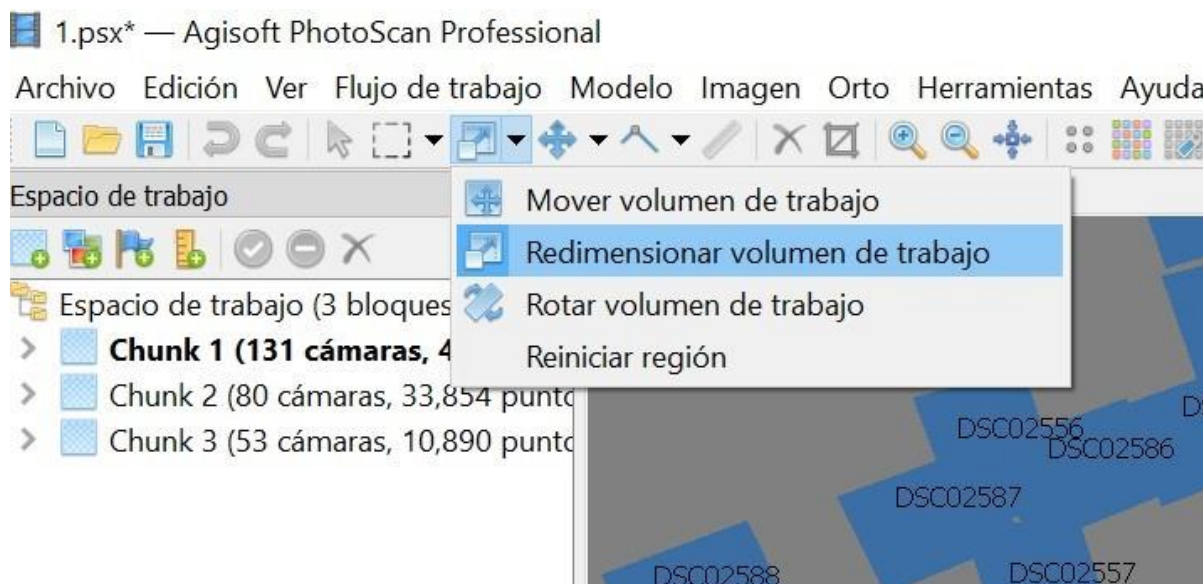 1.psx* — Agisoft PhotoScan Professional
Archivo Edición Ver Flujo de trabajo Modelo Imagen Orto Herramientas Ayuda
Espacio de trabajo
Mover volumen de trabajo
Redimensionar volumen de trabajo
Rotar volumen de trabajo
Reiniciar región
Espacio de trabajo (3 bloques
Chunk 1 (131 cámaras, 4
Chunk 2 (80 cámaras, 33,854 punto
Chunk 3 (53 cámaras, 10,890 punto
DSC02556
DSC02586
DSC02587
DSC02588
DSC02557